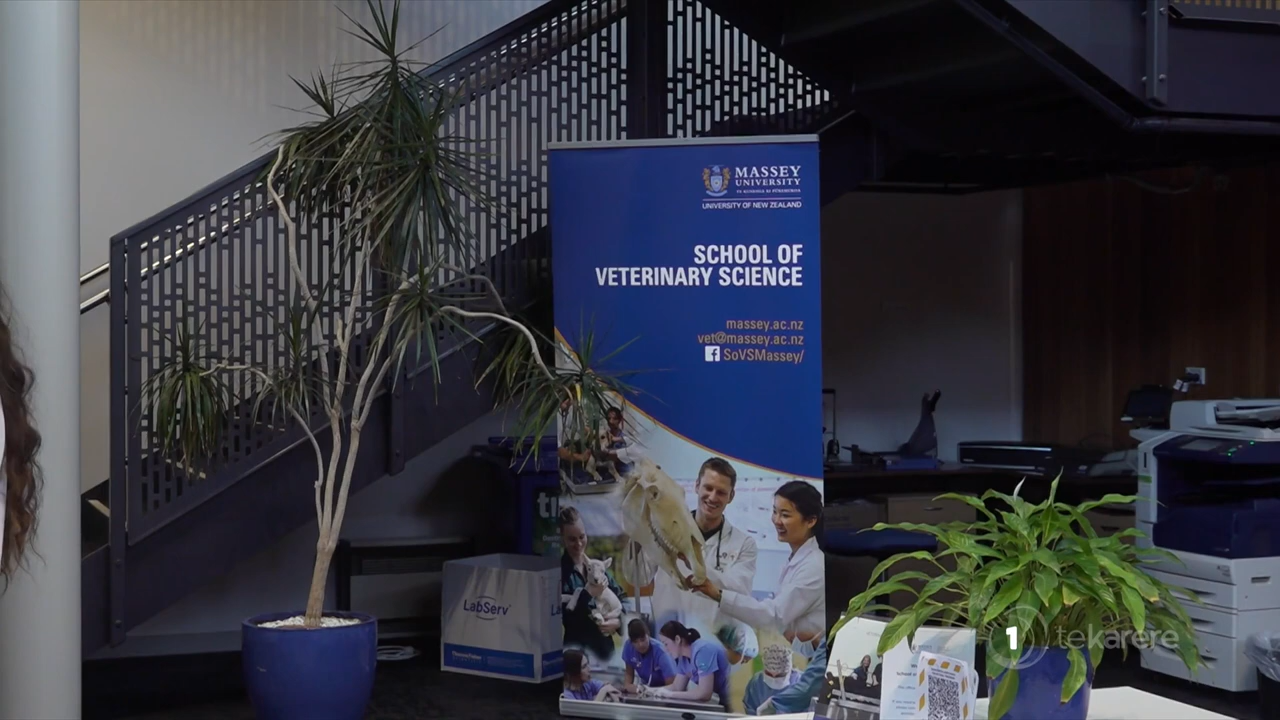 MASSEY
UNIVERSITY
TE KUNENGA KI PŪREHUROA
UNIVERSITY OF NEW ZEALAND
SCHOOL OF
VETERINARY SCIENCE
massey.ac.nz
vet@massey.ac.nz
SoVSMassey/
LabServ
1 tekarere